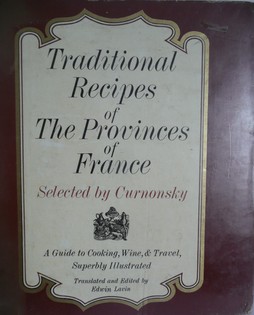 Traditional
Recipes
of
The Provinces
of
France
Selected by Curnonsky
A Guide to Cooking, Wine, & Travel,
Superbly Illustrated
Translated and Edited by
Edwin Lavin